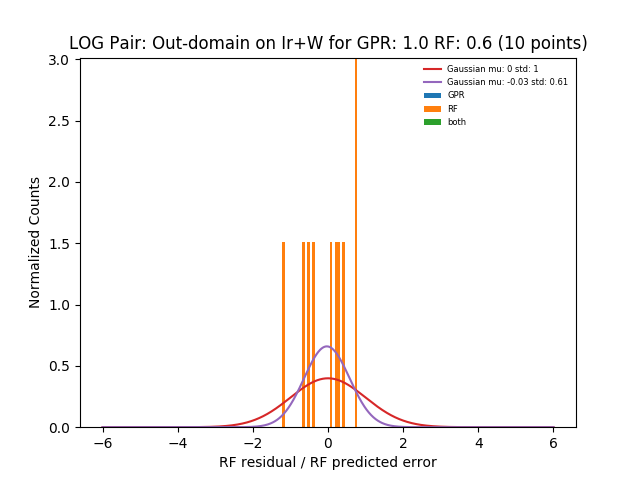 LOG Pair: Out-domain on Ir+W for GPR: 1.0 RF: 0.6 (10 points)
Gaussian mu: 0 std: 1
Gaussian mu: -0.03 std: 0.61
GPR
RF
both
Normalized Counts
3.0
2.5
2.0
1.5
1.0
0.5
0.0
−6
−4
−2
0
2
4
6
RF residual / RF predicted error